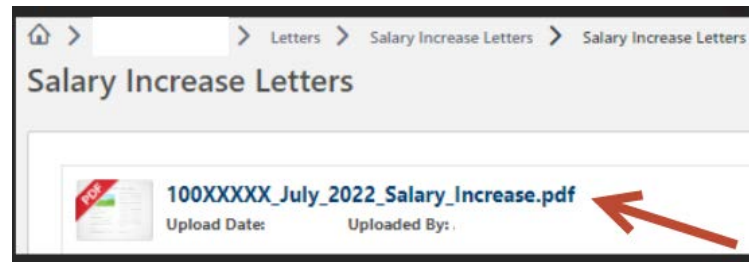 > > Letters > Salary Increase Letters > Salary Increase Letters
Salary Increase Letters
PDF 100XXXXX_July_2022_Salary_Increase.pdf
Upload Date: Uploaded By: